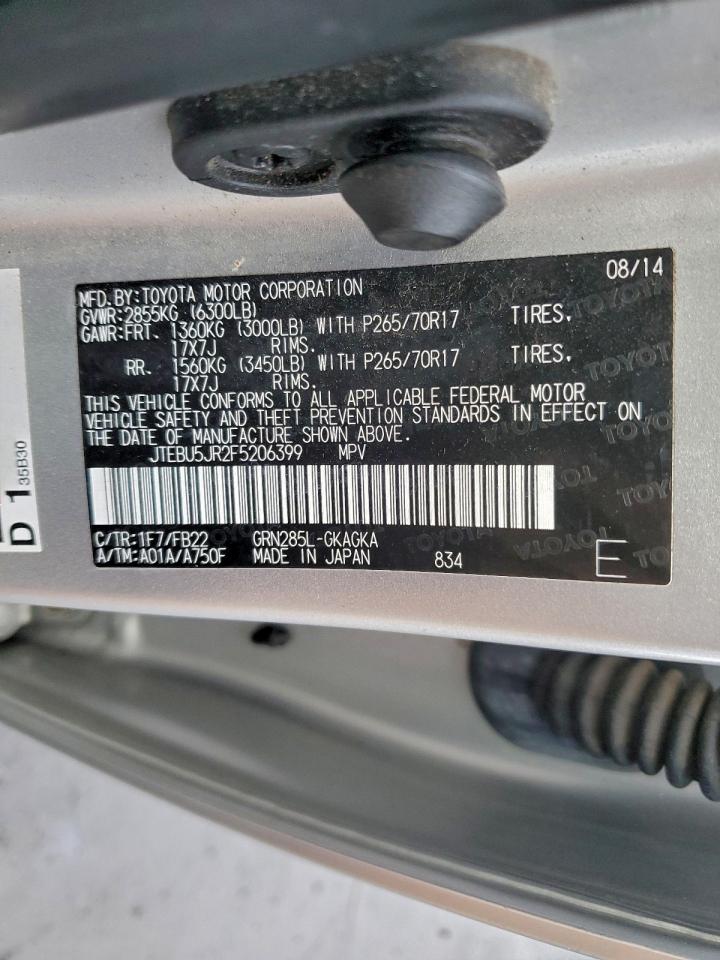 08/14
MFD. BY:TOYOTA MOTOR CORPORATION
GVWR:2855KG (6300LB)
GAWR:FRT. 1360KG (3000LB) WITH P265/70R17 TIRES,
17X7J RIMS.
RR. 1560KG (3450LB) WITH P265/70R17 TIRES,
17X7J RIMS.
THIS VEHICLE CONFORMS TO ALL APPLICABLE FEDERAL MOTOR
VEHICLE SAFETY AND THEFT PREVENTION STANDARDS IN EFFECT ON
THE DATE OF MANUFACTURE SHOWN ABOVE.
JTEBU5JR2F5206399 MPV
C/TR:1F7/FB22 GRN285L-GKAGKA
A/TM:A01A/A750F MADE IN JAPAN 834 E
D 1 35B30
TOYOTA